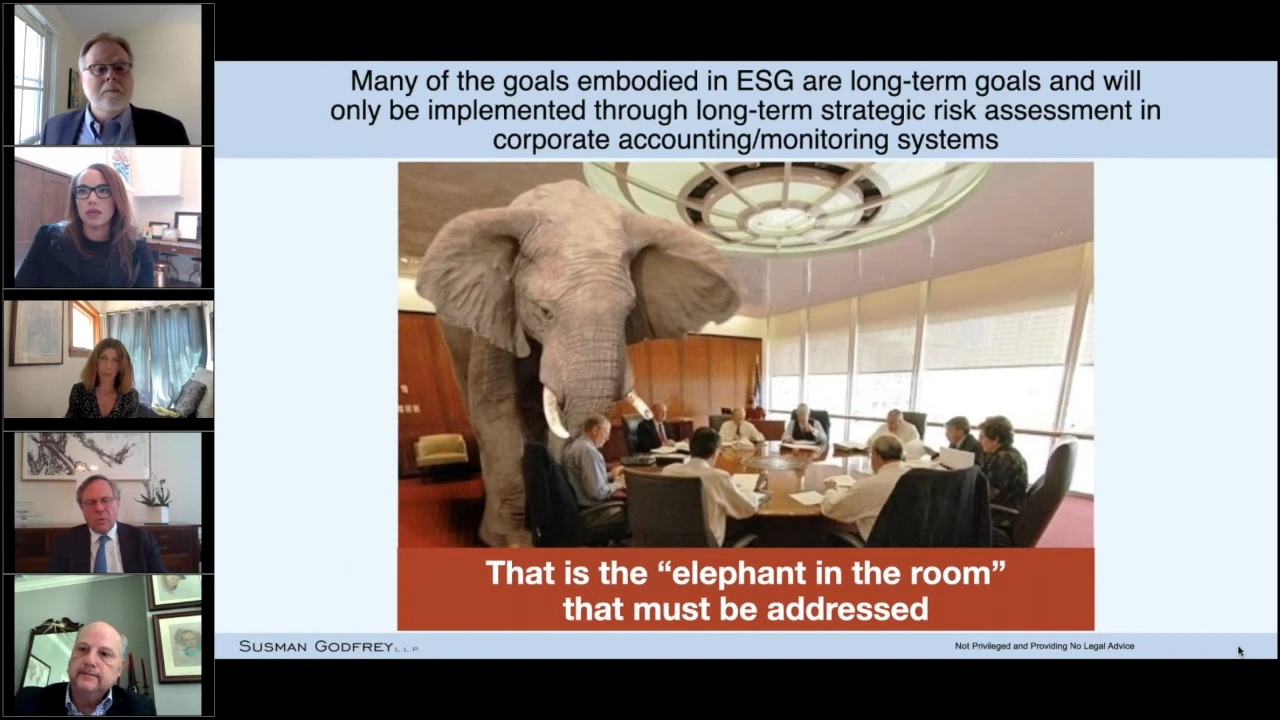 Many of the goals embodied in ESG are long-term goals and will
only be implemented through long-term strategic risk assessment in
corporate accounting/monitoring systems
That is the “elephant in the room”
that must be addressed
SUSMAN GODFREY L.L.P.
Not Privileged and Providing No Legal Advice